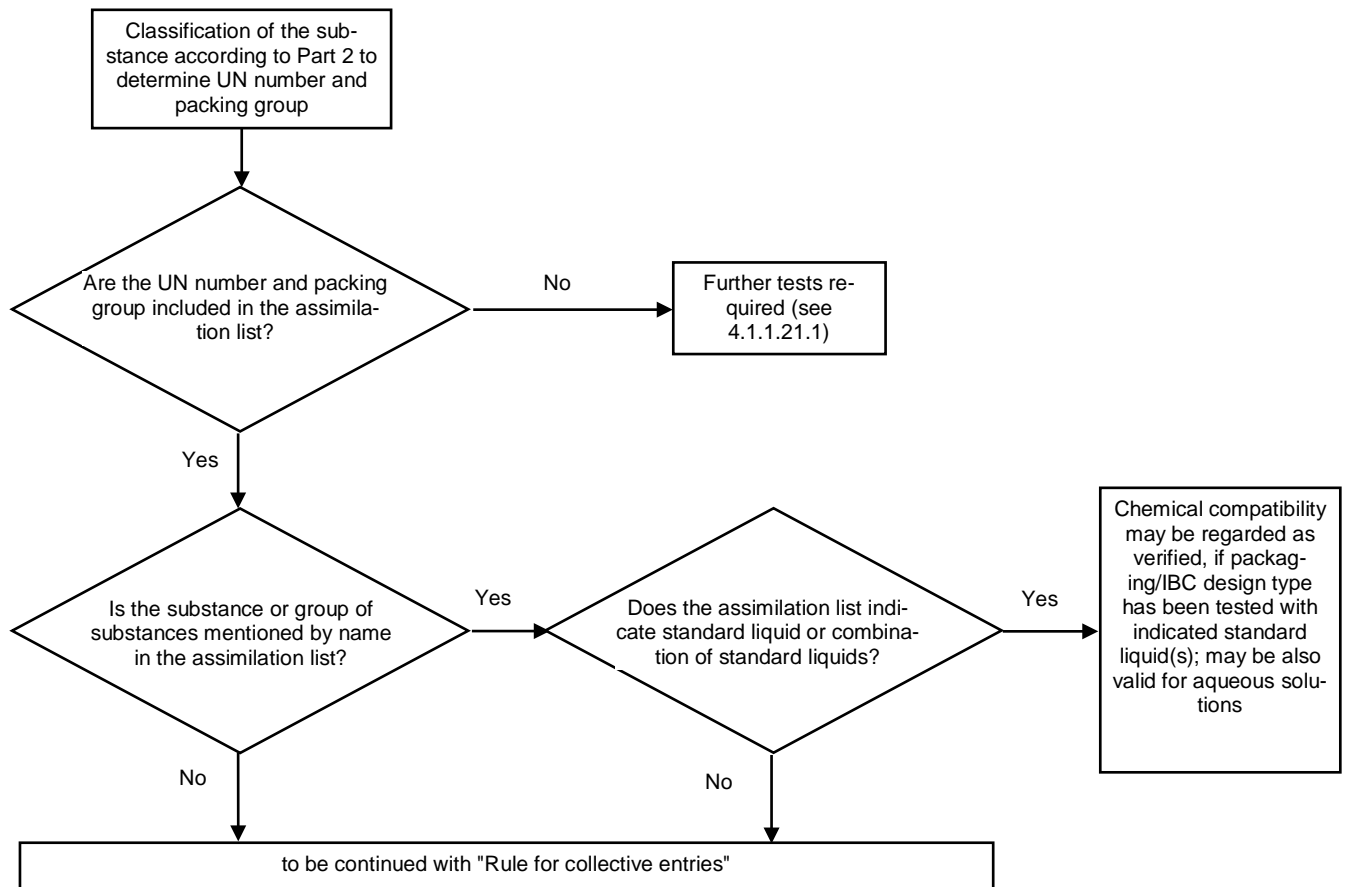 Classification of the sub-
stance according to Part 2 to
determine UN number and
packing group
Are the UN number and packing
group included in the assimila-
tion list?
No
Further tests re-
quired (see
4.1.1.21.1)
Yes
Is the substance or group of
substances mentioned by name
in the assimilation list?
Yes
Does the assimilation list indi-
cate standard liquid or combina-
tion of standard liquids?
Yes
Chemical compatibility
may be regarded as
verified, if packag-
ing/IBC design type
has been tested with
indicated standard
liquid(s); may be also
valid for aqueous solu-
tions
No
No
to be continued with "Rule for collective entries"